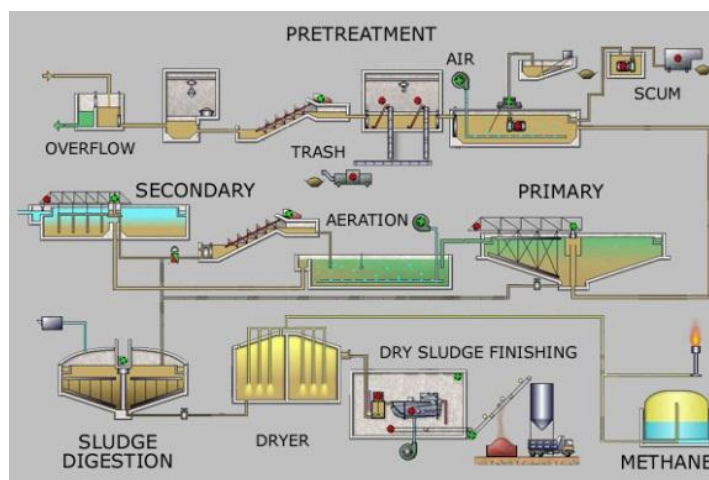 PRETREATMENT
AIR
SCUM
OVERFLOW
TRASH
SECONDARY
AERATION
PRIMARY
DRY SLUDGE FINISHING
SLUDGE
DIGESTION
DRYER
METHANE